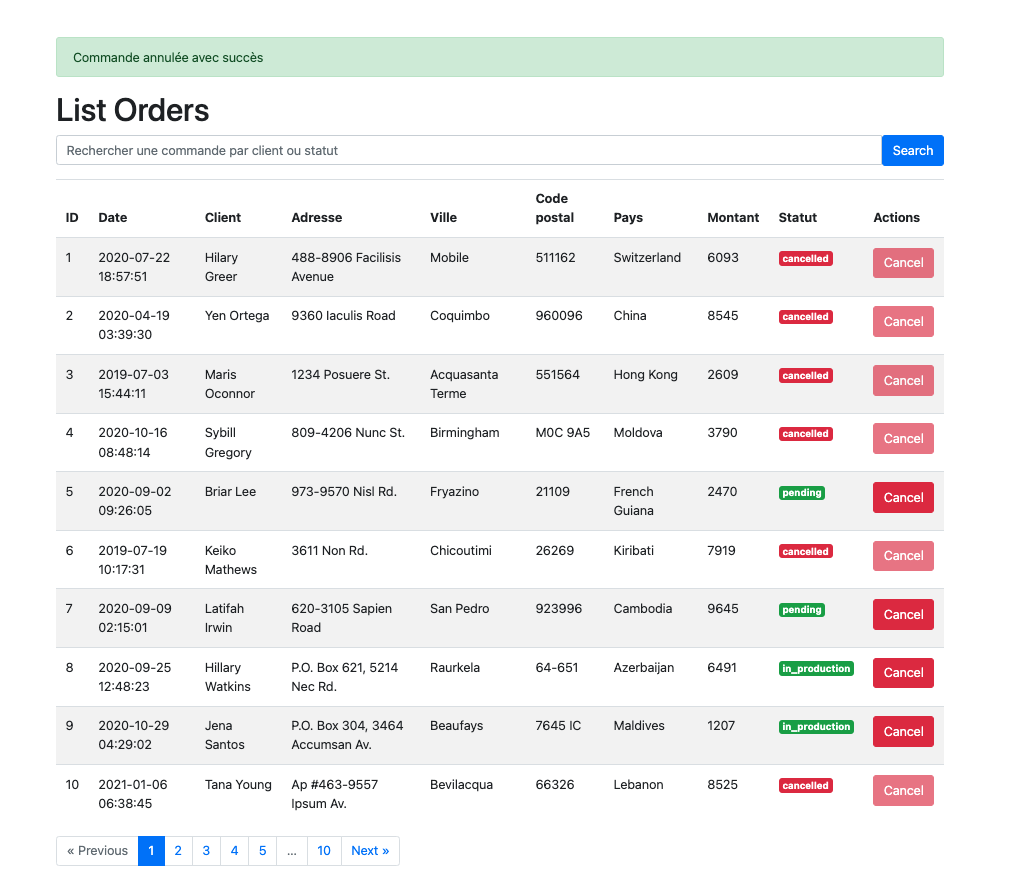 Commande annulée avec succès
List Orders
Rechercher une commande par client ou statut Search
ID Date Client Adresse Ville Code postal Pays Montant Statut Actions
1 2020-07-22 18:57:51 Hilary Greer 488-8906 Facilisis Avenue Mobile 511162 Switzerland 6093 cancelled Cancel
2 2020-04-19 03:39:30 Yen Ortega 9360 Iaculis Road Coquimbo 960096 China 8545 cancelled Cancel
3 2019-07-03 15:44:11 Maris Oconnor 1234 Posuere St. Acquasanta Terme 551564 Hong Kong 2609 cancelled Cancel
4 2020-10-16 08:48:14 Sybill Gregory 809-4206 Nunc St. Birmingham M0C 9A5 Moldova 3790 cancelled Cancel
5 2020-09-02 09:26:05 Briar Lee 973-9570 Nisl Rd. Fryazino 21109 French Guiana 2470 pending Cancel
6 2019-07-19 10:17:31 Keiko Mathews 3611 Non Rd. Chicoutimi 26269 Kiribati 7919 cancelled Cancel
7 2020-09-09 02:15:01 Latifah Irwin 620-3105 Sapien Road San Pedro 923996 Cambodia 9645 pending Cancel
8 2020-09-25 12:48:23 Hillary Watkins P.O. Box 621, 5214 Nec Rd. Raurkela 64-651 Azerbaijan 6491 in_production Cancel
9 2020-10-29 04:29:02 Jena Santos P.O. Box 304, 3464 Accumsan Av. Beaufays 7645 IC Maldives 1207 in_production Cancel
10 2021-01-06 06:38:45 Tana Young Ap #463-9557 Ipsum Av. Bevilacqua 66326 Lebanon 8525 cancelled Cancel
« Previous 1 2 3 4 5 ... 10 Next »